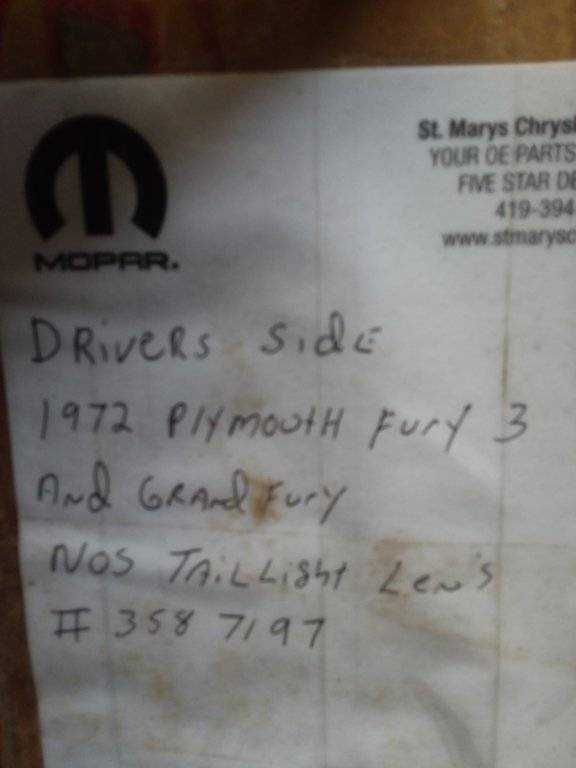 MOPAR.
St. Marys Chrysl
YOUR OE PARTS
FIVE STAR DE
419-394
www.stmarysc
DRiveRs SidE
1972 PlYmoutH Fury 3
ANd GRANd Fury
NOS TAiLLight Len's
# 358 7197